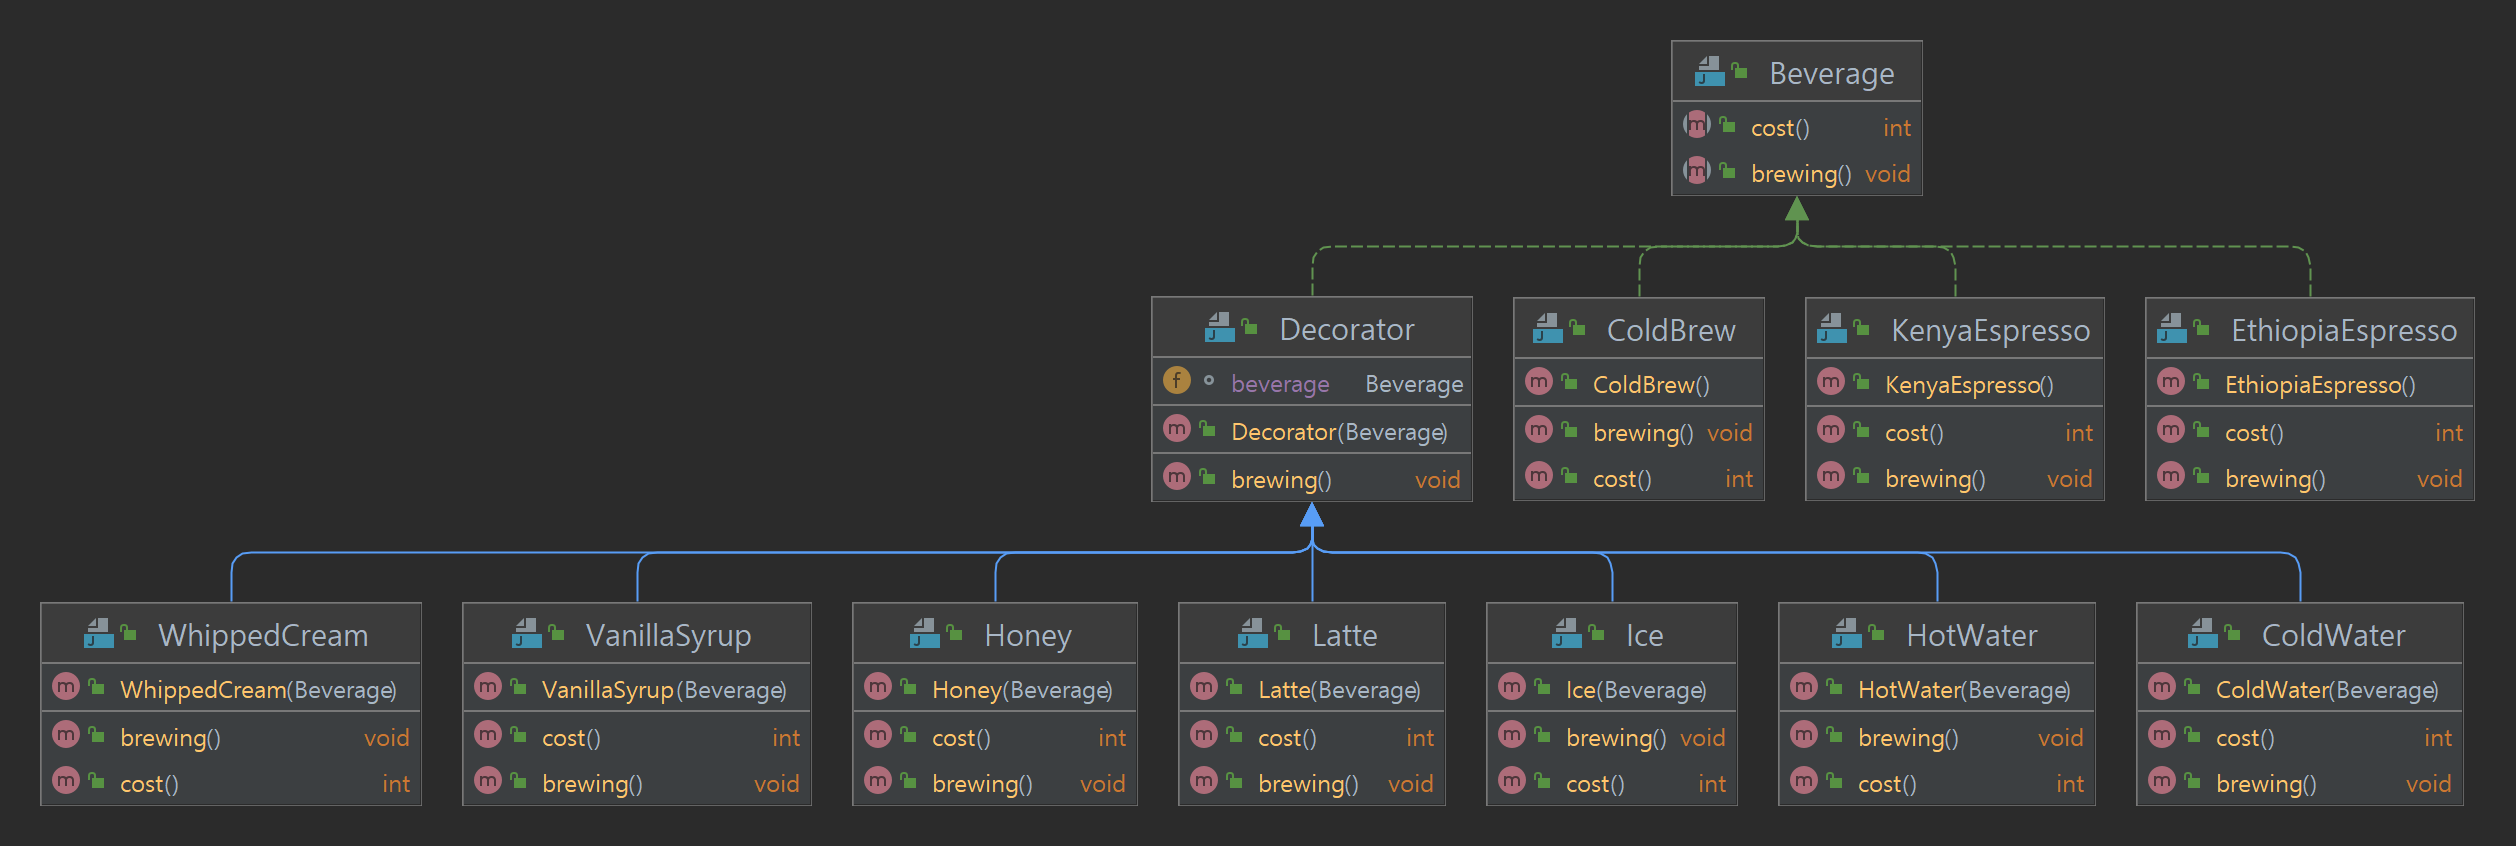 Beverage
cost() int
brewing() void
Decorator
beverage Beverage
Decorator(Beverage)
brewing() void
ColdBrew
ColdBrew()
brewing() void
cost() int
KenyaEspresso
KenyaEspresso()
cost() int
brewing() void
EthiopiaEspresso
EthiopiaEspresso()
cost() int
brewing() void
WhippedCream
WhippedCream(Beverage)
brewing() void
cost() int
VanillaSyrup
VanillaSyrup(Beverage)
cost() int
brewing() void
Honey
Honey(Beverage)
cost() int
brewing() void
Latte
Latte(Beverage)
cost() int
brewing() void
Ice
Ice(Beverage)
brewing() void
cost() int
HotWater
HotWater(Beverage)
brewing() void
cost() int
ColdWater
ColdWater(Beverage)
cost() int
brewing() void